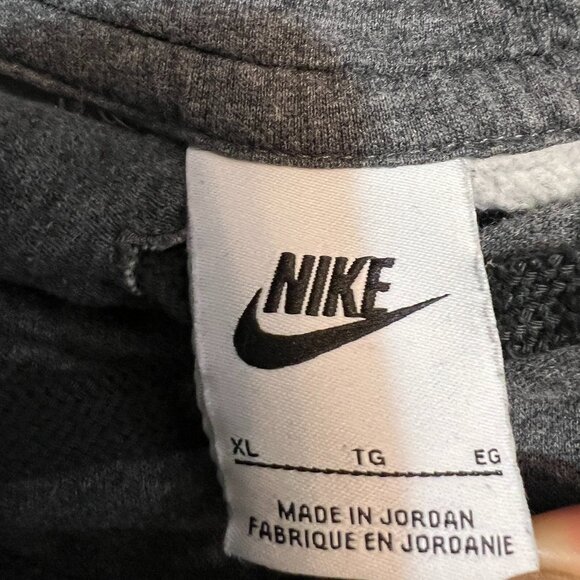 NIKE
XL TG EG
MADE IN JORDAN
FABRIQUE EN JORDANIE